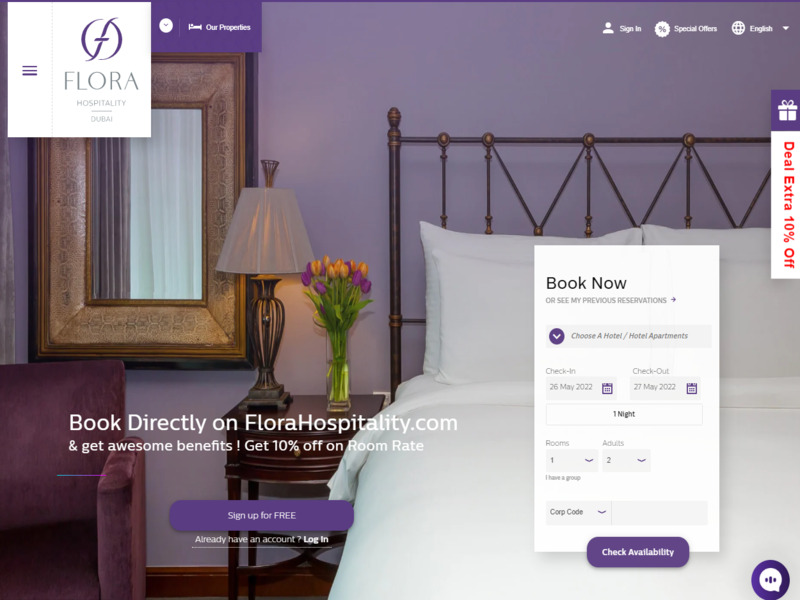 Our Properties
Sign In
%
Special Offers
English
FLORA
HOSPITALITY
DUBAI
Deal Extra 10% Off
Book Now
OR SEE MY PREVIOUS RESERVATIONS
Choose A Hotel / Hotel Apartments
Check-In
Check-Out
26 May 2022
27 May 2022
1 Night
Rooms
Adults
1
2
I have a group
Corp Code
Check Availability
Book Directly on FloraHospitality.com
& get awesome benefits ! Get 10% off on Room Rate
Sign up for FREE
Already have an account ? Log In